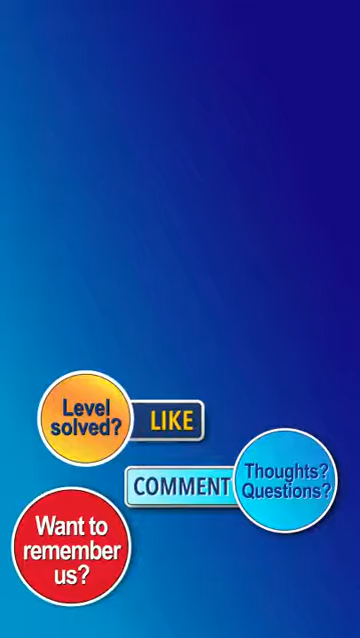 Level
solved?
LIKE
Thoughts?
Questions?
COMMENT
Want to
remember
us?